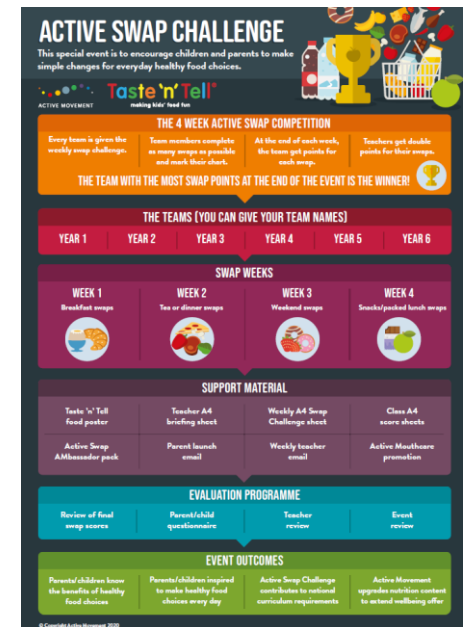 ACTIVE SWAP CHALLENGE
This special event is to encourage children and parents to make
simple changes for everyday healthy food choices.
ACTIVE MOVEMENT
Taste 'n' Tell®
making kids' food fun
THE 4 WEEK ACTIVE SWAP COMPETITION
Every team is given the
weekly swap challenge.
Team members complete
as many swaps as possible
and mark their chart.
At the end of each week,
the team get points for
each swap.
Teachers get double
points for their swaps.
THE TEAM WITH THE MOST SWAP POINTS AT THE END OF THE EVENT IS THE WINNER!
THE TEAMS (YOU CAN GIVE YOUR TEAM NAMES)
YEAR 1
YEAR 2
YEAR 3
YEAR 4
YEAR 5
YEAR 6
SWAP WEEKS
WEEK 1
Breakfast swaps
WEEK 2
Tea or dinner swaps
WEEK 3
Weekend swaps
WEEK 4
Snacks/packed lunch swaps
SUPPORT MATERIAL
Taste 'n' Tell
food poster
Teacher A4
briefing sheet
Weekly A4 Swap
Challenge sheet
Class A4
score sheets
Active Swap
AMbassador pack
Parent launch
email
Weekly teacher
email
Active Mouthcare
promotion
EVALUATION PROGRAMME
Review of final
swap scores
Parent/child
questionnaire
Teacher
review
Event
review
EVENT OUTCOMES
Parents/children know
the benefits of healthy
food choices
Parents/children inspired
to make healthy food
choices every day
Active Swap Challenge
contributes to national
curriculum requirements
Active Movement
upgrades nutrition content
to extend wellbeing offer
© Copyright Active Movement 2020